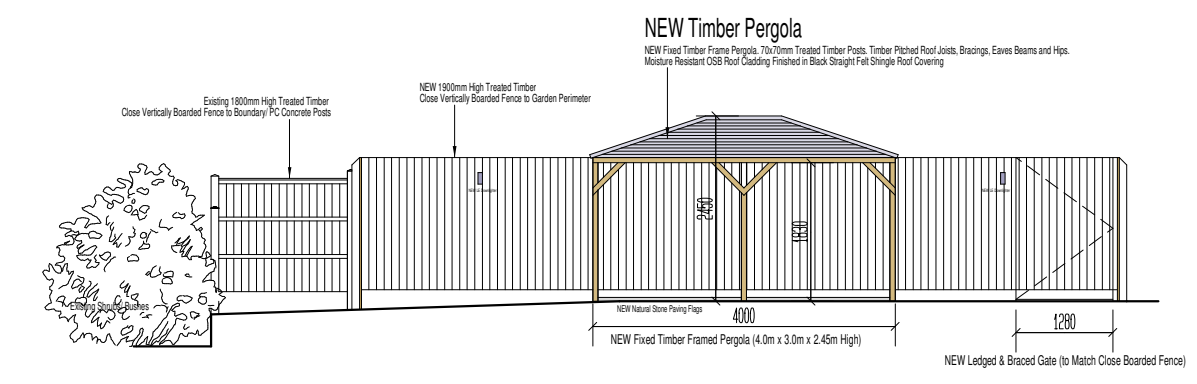 NEW Timber Pergola
NEW Fixed Timber Frame Pergola. 70x70mm Treated Timber Posts. Timber Pitched Roof Joists, Bracings, Eaves Beams and Hips.
Moisture Resistant OSB Roof Cladding Finished in Black Straight Felt Shingle Roof Covering
NEW 1900mm High Treated Timber
Close Vertically Boarded Fence to Garden Perimeter
Existing 1800mm High Treated Timber
Close Vertically Boarded Fence to Boundary/ PC Concrete Posts
2450
1830
Existing Shrubs/ Bushes
NEW Natural Stone Paving Flags
4000
1280
NEW Fixed Timber Framed Pergola (4.0m x 3.0m x 2.45m High)
NEW Ledged & Braced Gate (to Match Close Boarded Fence)